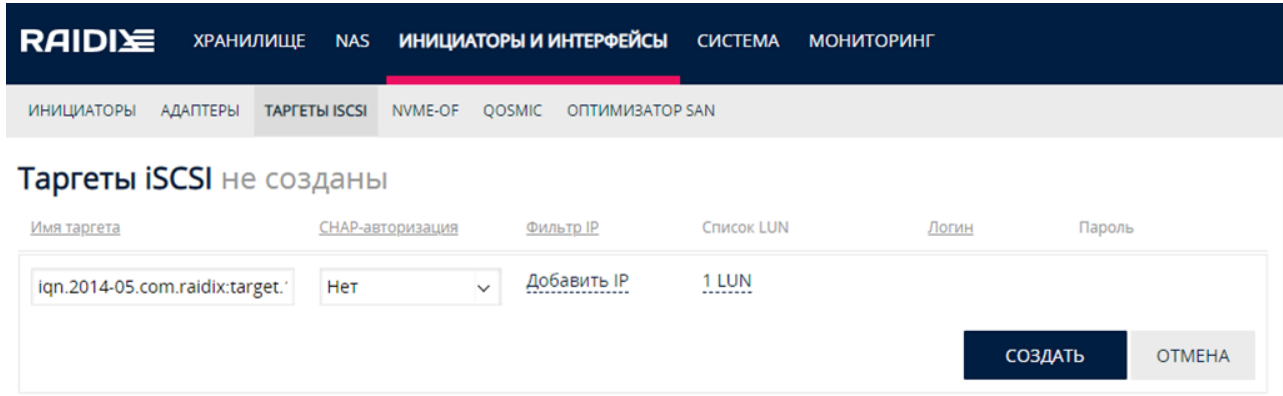 RAIDIX ХРАНИЛИЩЕ NAS ИНИЦИАТОРЫ И ИНТЕРФЕЙСЫ СИСТЕМА МОНИТОРИНГ
ИНИЦИАТОРЫ АДАПТЕРЫ ТАРГЕТЫ ISCSI NVME-OF QOSMIC ОПТИМИЗАТОР SAN
Таргеты iSCSI не созданы
Имя таргета CHAP-авторизация Фильтр IP Список LUN Логин Пароль
iqn.2014-05.com.raidix:target. Нет Добавить IP 1 LUN
СОЗДАТЬ ОТМЕНА